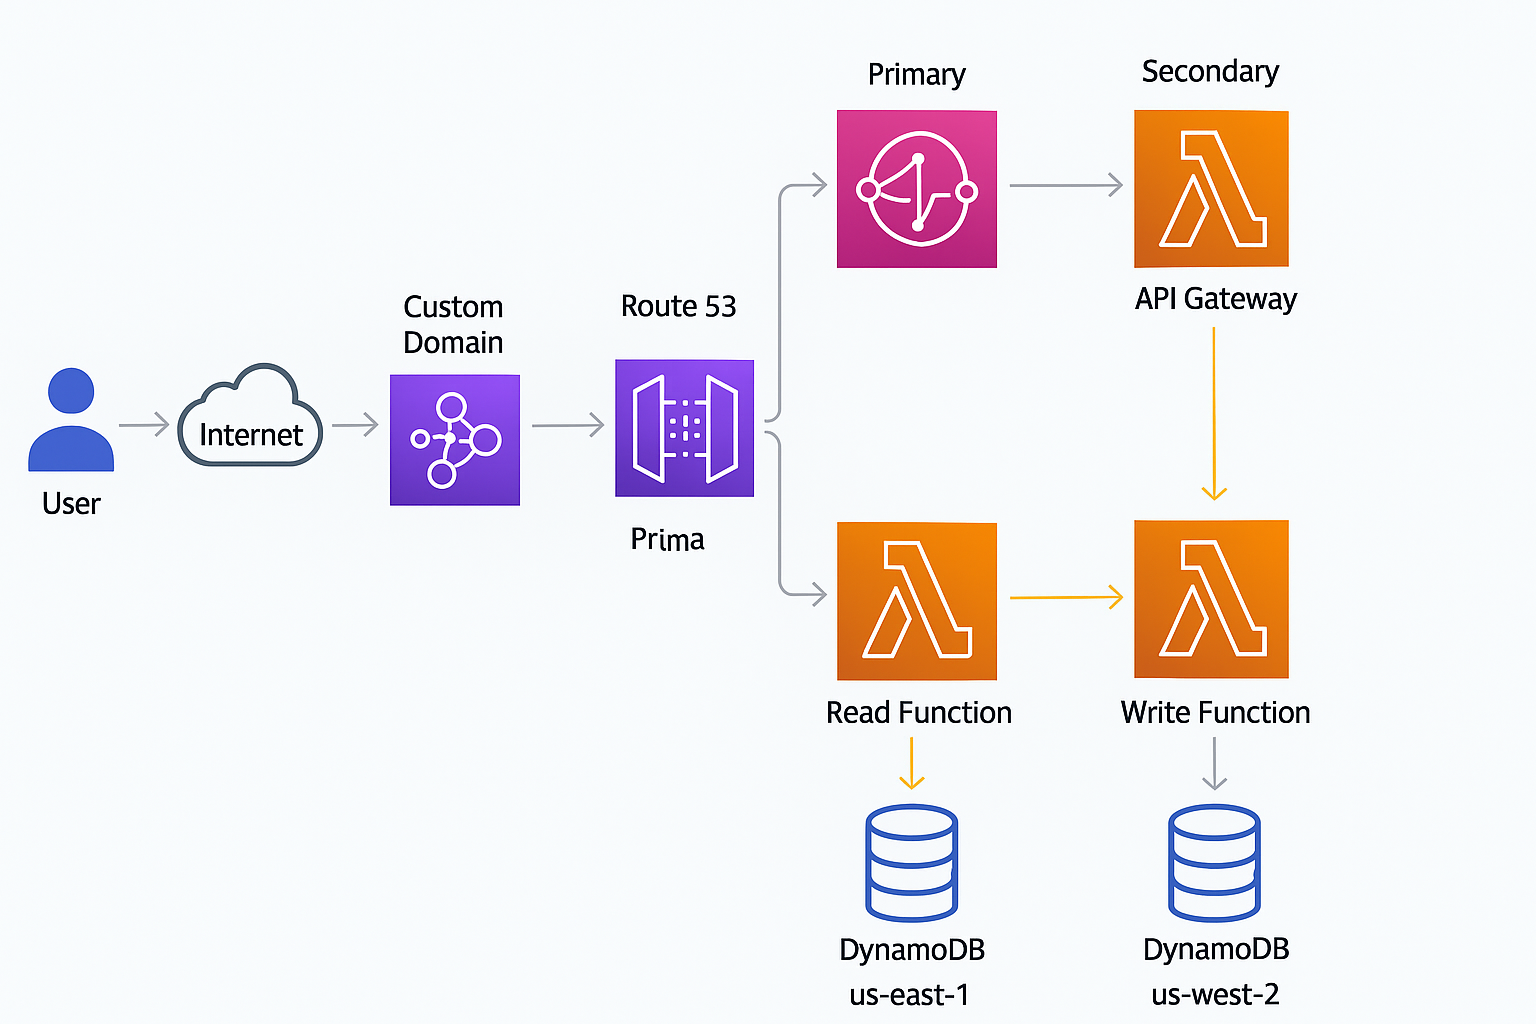 Primary
Secondary
Custom
Domain
Route 53
API Gateway
Internet
User
Prima
Read Function
Write Function
DynamoDB
us-east-1
DynamoDB
us-west-2